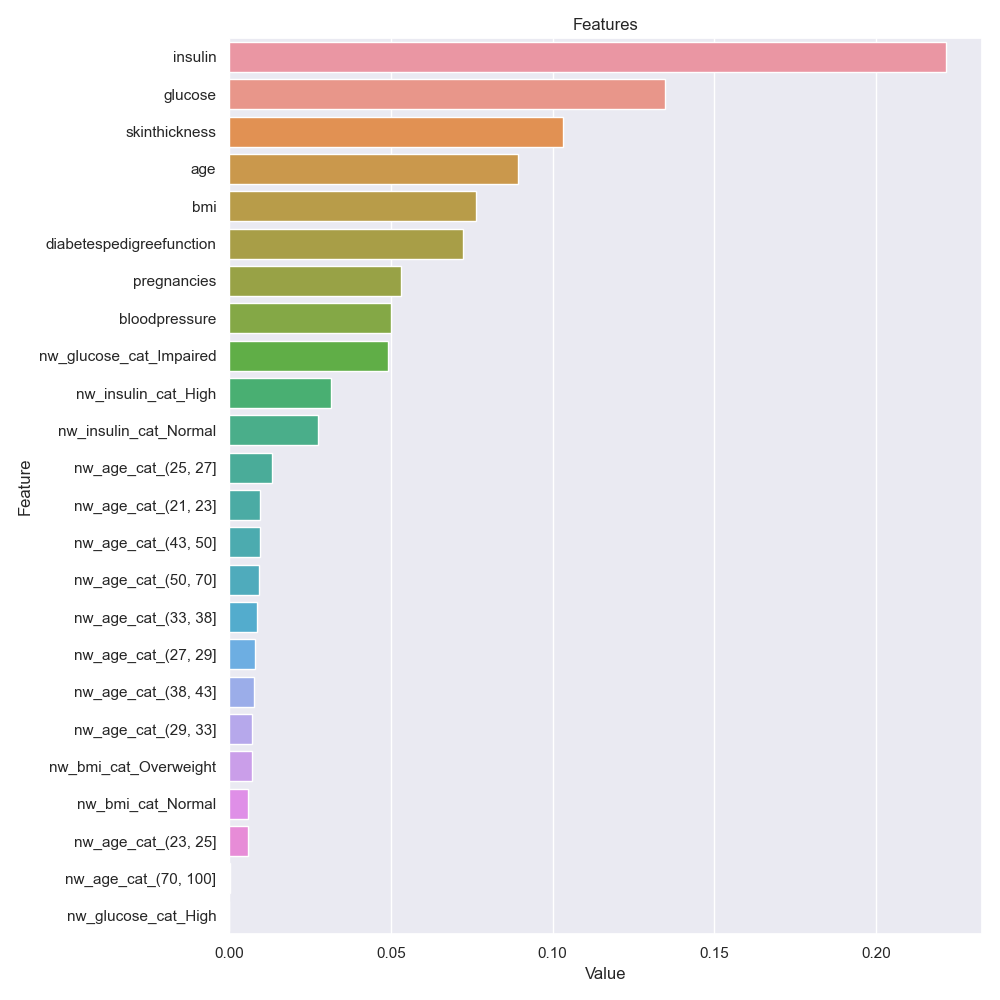 Features
insulin
glucose
skinthickness
age
bmi
diabetespedigreefunction
pregnancies
bloodpressure
nw_glucose_cat_Impaired
nw_insulin_cat_High
nw_insulin_cat_Normal
nw_age_cat_(25, 27]
nw_age_cat_(21, 23]
nw_age_cat_(43, 50]
nw_age_cat_(50, 70]
nw_age_cat_(33, 38]
nw_age_cat_(27, 29]
nw_age_cat_(38, 43]
nw_age_cat_(29, 33]
nw_bmi_cat_Overweight
nw_bmi_cat_Normal
nw_age_cat_(23, 25]
nw_age_cat_(70, 100]
nw_glucose_cat_High
Feature
0.00 0.05 0.10 0.15 0.20
Value